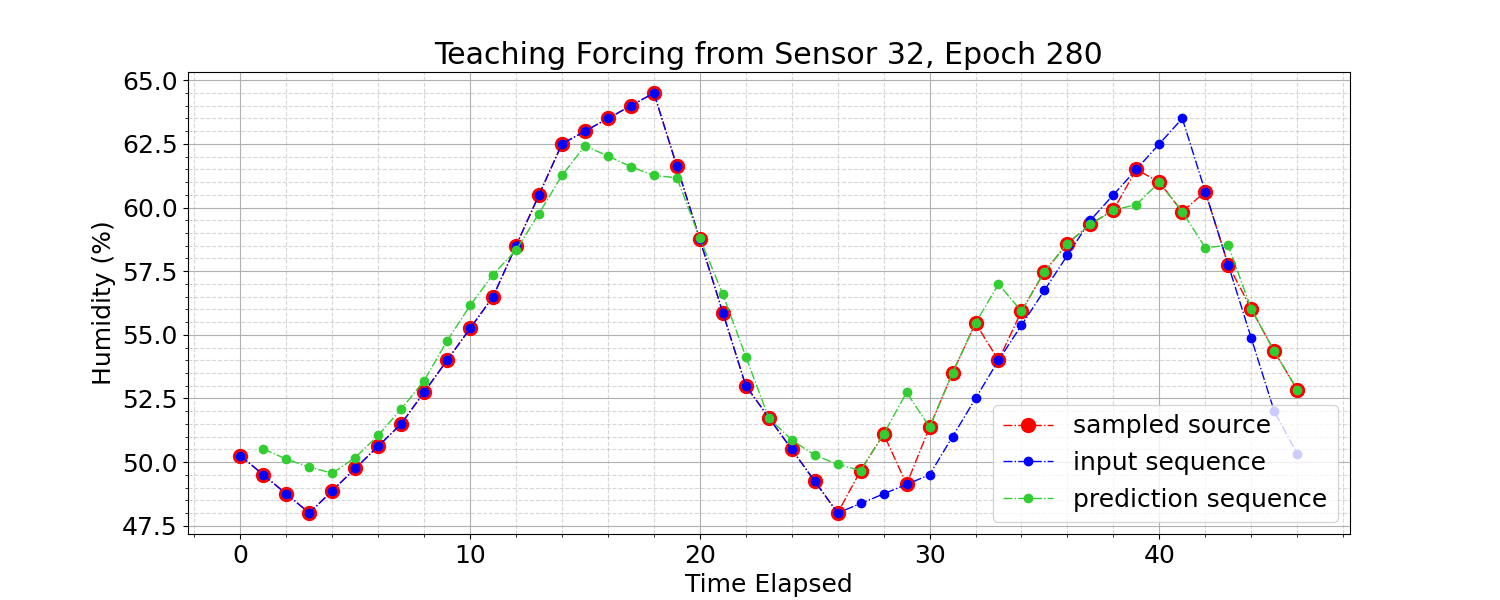 Teaching Forcing from Sensor 32, Epoch 280
65.0
62.5
60.0
57.5
55.0
52.5
50.0
47.5
Humidity (%)
sampled source
input sequence
prediction sequence
0 10 20 30 40
Time Elapsed